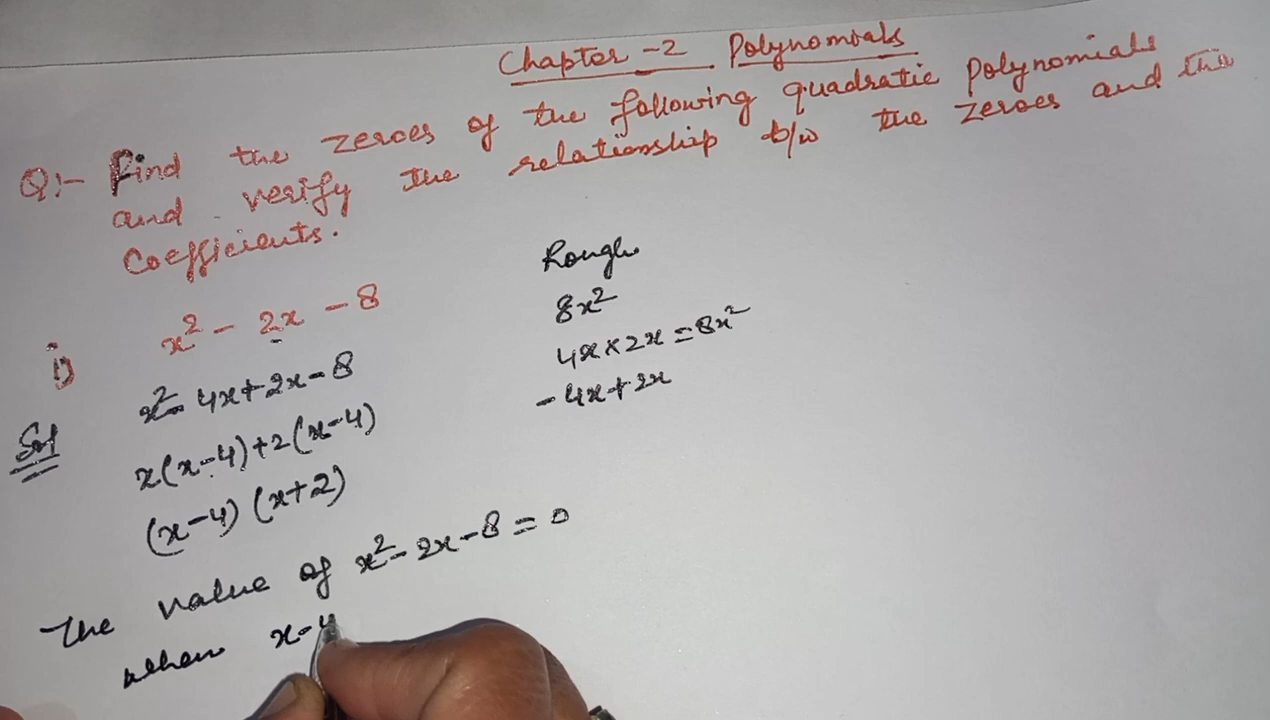 Chapter -2 Polynomials
Q:- Find the zeroes of the following quadratic polynomials
and verify the relationship b/w the zeroes and the
coefficients.
i) x² - 2x - 8
Sol x² - 4x + 2x - 8
x(x-4)+2(x-4)
(x-4) (x+2)
The value of x² - 2x - 8 = 0
when x-4
Rough
8x²
4x × 2x = 8x²
- 4x + 2x